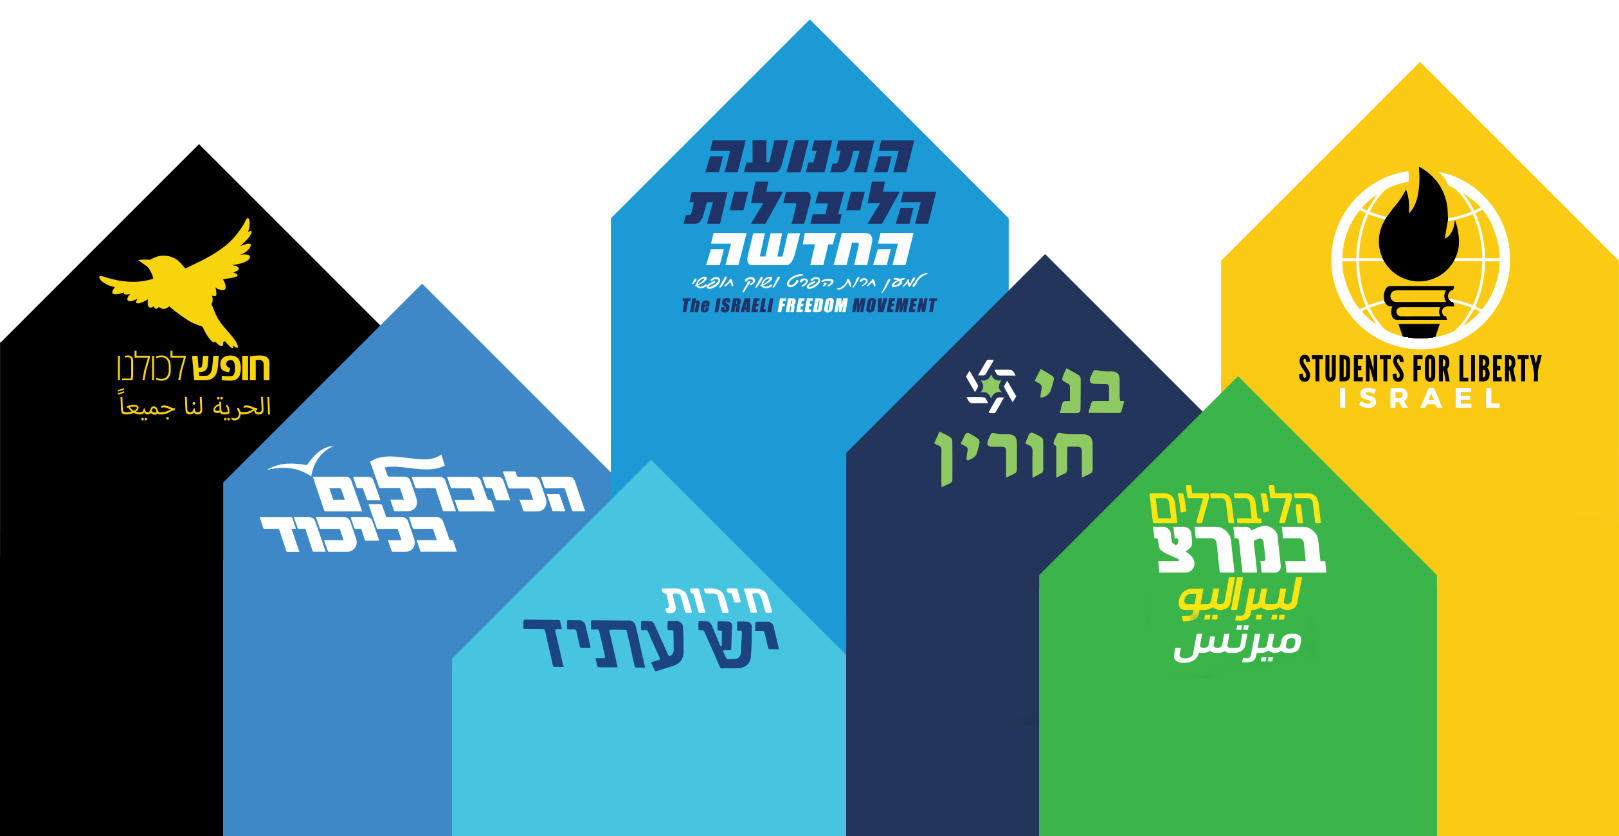 התנועה
הליברלית
החדשה
למען חרות הפרט ושוק חופשי
The ISRAELI FREEDOM MOVEMENT
STUDENTS FOR LIBERTY
ISRAEL
חופש לכולנו
الحرية لنا جميعاً
בני
חורין
הליברלים
בליכוד
הליברלים
במרצ
ليبراليو
ميرتس
חירות
יש עתיד